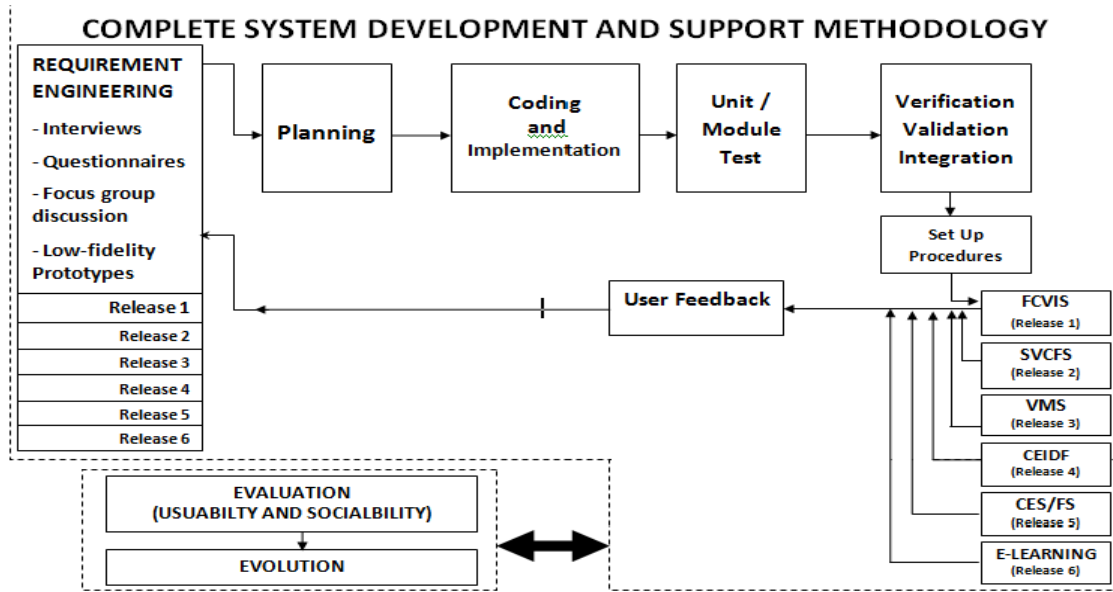 COMPLETE SYSTEM DEVELOPMENT AND SUPPORT METHODOLOGY
REQUIREMENT
ENGINEERING
- Interviews
- Questionnaires
- Focus group
discussion
- Low-fidelity
Prototypes
Release 1
Release 2
Release 3
Release 4
Release 5
Release 6
Planning
Coding
and
Implementation
Unit /
Module
Test
Verification
Validation
Integration
Set Up
Procedures
User Feedback
FCVIS
(Release 1)
SVCFS
(Release 2)
VMS
(Release 3)
CEIDF
(Release 4)
CES/FS
(Release 5)
E-LEARNING
(Release 6)
EVALUATION
(USUABILTY AND SOCIALBILITY)
EVOLUTION